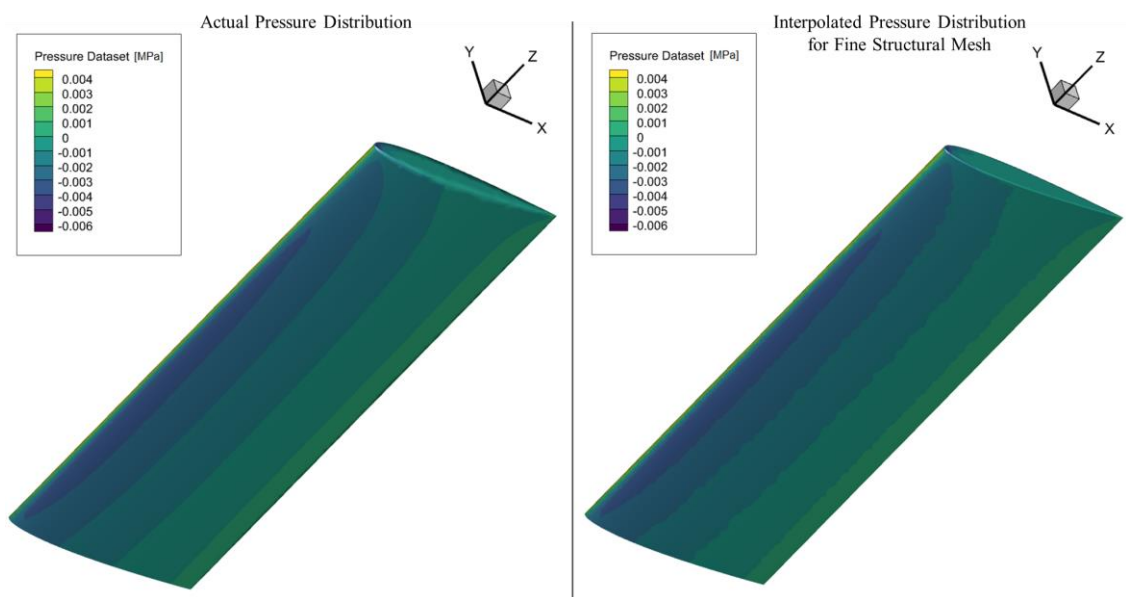 Actual Pressure Distribution
Pressure Dataset [MPa]
0.004
0.003
0.002
0.001
0
-0.001
-0.002
-0.003
-0.004
-0.005
-0.006
Y
Z
X
Interpolated Pressure Distribution
for Fine Structural Mesh
Pressure Dataset [MPa]
0.004
0.003
0.002
0.001
0
-0.001
-0.002
-0.003
-0.004
-0.005
-0.006
Y
Z
X